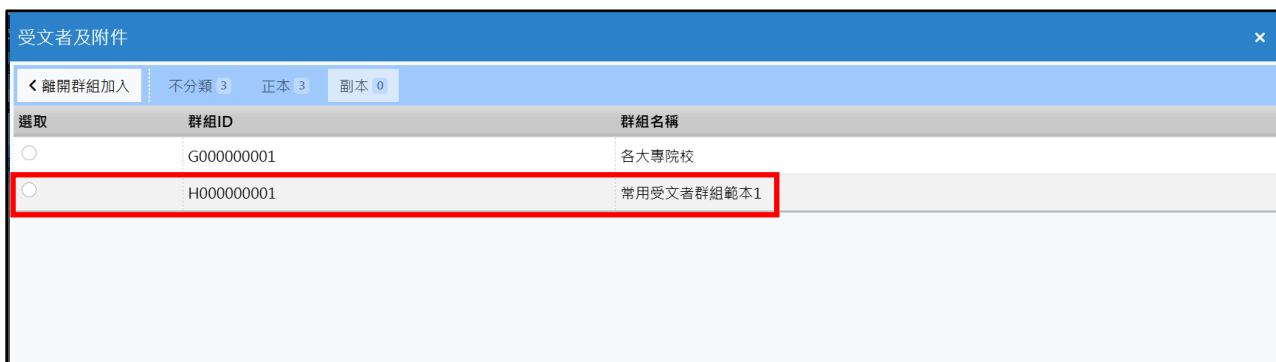 受文者及附件 ×
離開群組加入 不分類 3 正本 3 副本 0
選取 群組ID 群組名稱
G000000001 各大專院校
H000000001 常用受文者群組範本1